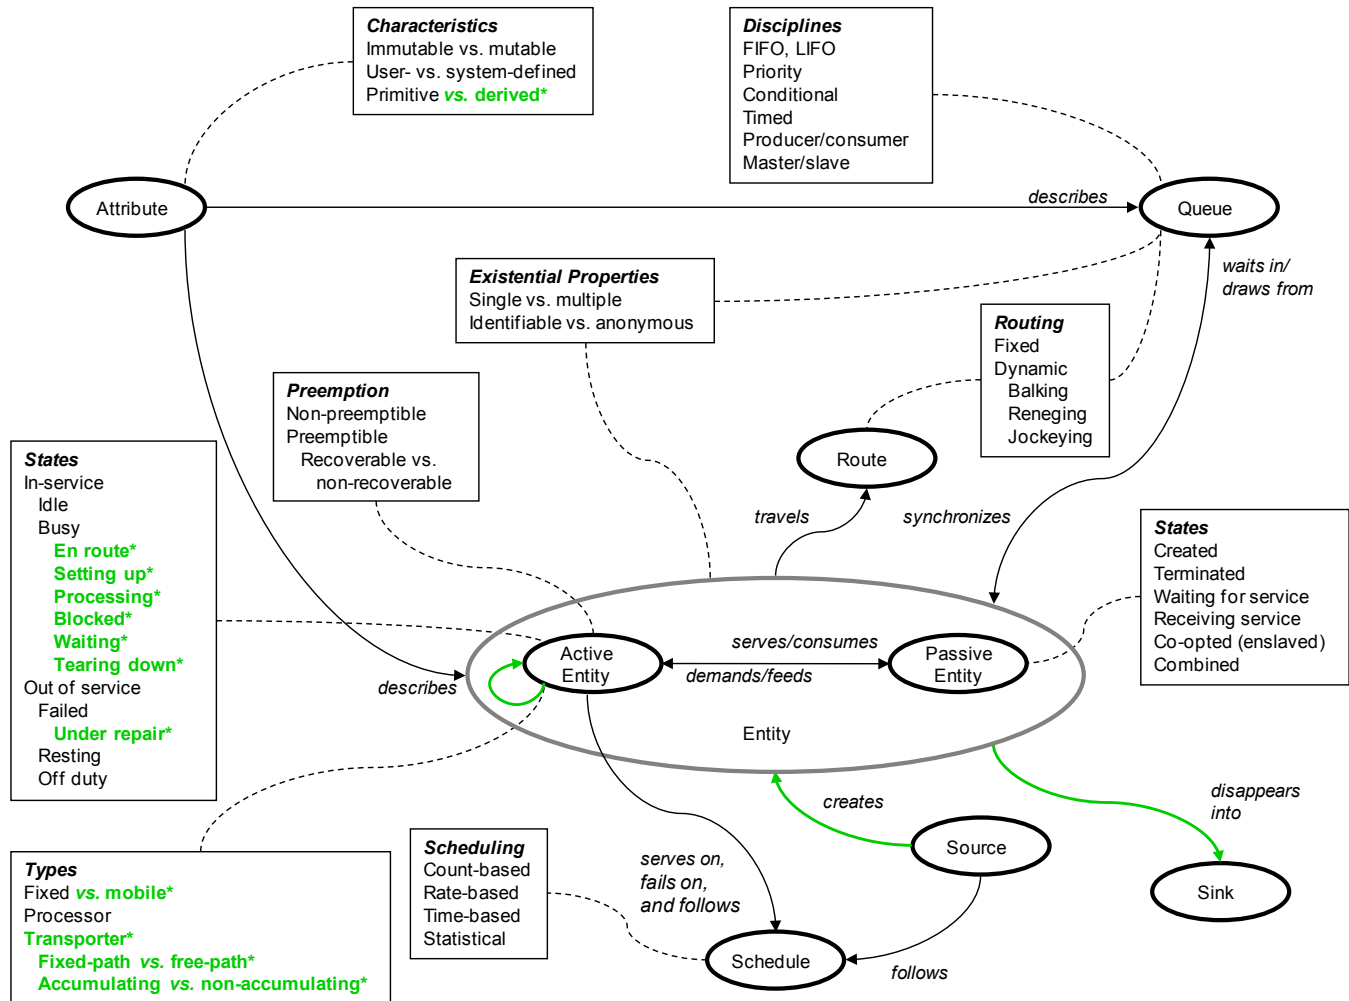 Characteristics
Immutable vs. mutable
User- vs. system-defined
Primitive vs. derived*
Disciplines
FIFO, LIFO
Priority
Conditional
Timed
Producer/consumer
Master/slave
Attribute
describes
Queue
Existential Properties
Single vs. multiple
Identifiable vs. anonymous
waits in/
draws from
Routing
Fixed
Dynamic
Balking
Reneging
Jockeying
Preemption
Non-preemptible
Preemptible
Recoverable vs.
non-recoverable
Route
States
In-service
Idle
Busy
En route*
Setting up*
Processing*
Blocked*
Waiting*
Tearing down*
Out of service
Failed
Under repair*
Resting
Off duty
travels
synchronizes
States
Created
Terminated
Waiting for service
Receiving service
Co-opted (enslaved)
Combined
describes
Active
Entity
serves/consumes
demands/feeds
Passive
Entity
Entity
creates
disappears
into
Source
Sink
Scheduling
Count-based
Rate-based
Time-based
Statistical
serves on,
fails on,
and follows
Schedule
follows
Types
Fixed vs. mobile*
Processor
Transporter*
Fixed-path vs. free-path*
Accumulating vs. non-accumulating*